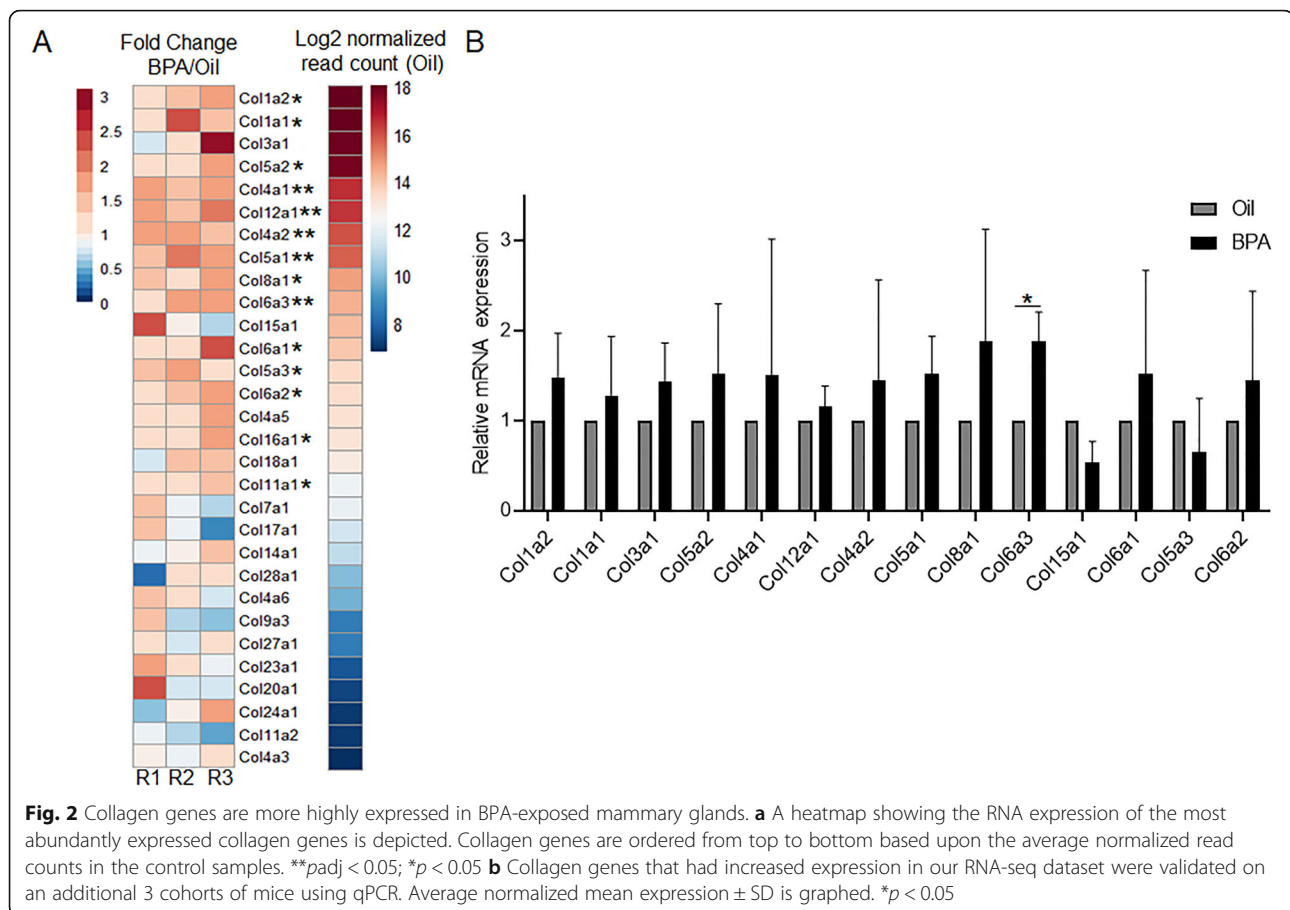 A
Fold Change
BPA/Oil
Log2 normalized
read count (Oil)
3
2.5
2
1.5
1
0.5
0
Col1a2*
Col1a1*
Col3a1
Col5a2*
Col4a1**
Col12a1**
Col4a2**
Col5a1**
Col8a1*
Col6a3**
Col15a1
Col6a1*
Col5a3*
Col6a2*
Col4a5
Col16a1*
Col18a1
Col11a1*
Col7a1
Col17a1
Col14a1
Col28a1
Col4a6
Col9a3
Col27a1
Col23a1
Col20a1
Col24a1
Col11a2
Col4a3
R1 R2 R3
18
16
14
12
10
8
B
Relative mRNA expression
3
2
1
0
Oil
BPA
*
Col1a2
Col1a1
Col3a1
Col5a2
Col4a1
Col12a1
Col4a2
Col5a1
Col8a1
Col6a3
Col15a1
Col6a1
Col5a3
Col6a2
Fig. 2 Collagen genes are more highly expressed in BPA-exposed mammary glands. a A heatmap showing the RNA expression of the most
abundantly expressed collagen genes is depicted. Collagen genes are ordered from top to bottom based upon the average normalized read
counts in the control samples. **padj < 0.05; *p < 0.05 b Collagen genes that had increased expression in our RNA-seq dataset were validated on
an additional 3 cohorts of mice using qPCR. Average normalized mean expression ± SD is graphed. *p < 0.05